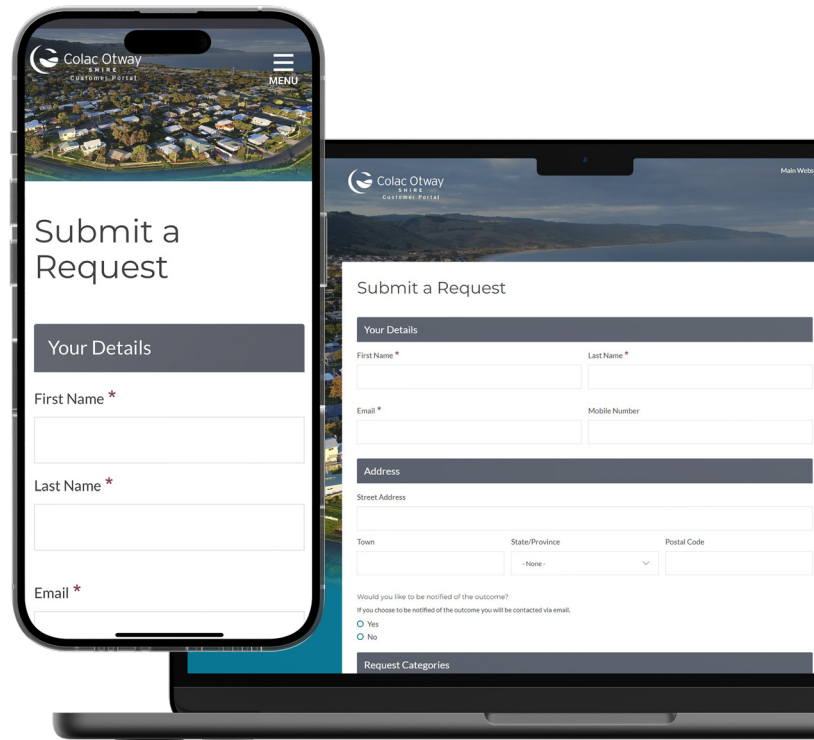 Colac Otway
SHIRE
Customer Portal
MENU
Submit a
Request
Your Details
First Name *
Last Name *
Email *
Colac Otway
SHIRE
Customer Portal
Main Webs
Submit a Request
Your Details
First Name *
Last Name *
Email *
Mobile Number
Address
Street Address
Town
State/Province
Postal Code
- None -
Would you like to be notified of the outcome?
If you choose to be notified of the outcome you will be contacted via email.
Yes
No
Request Categories